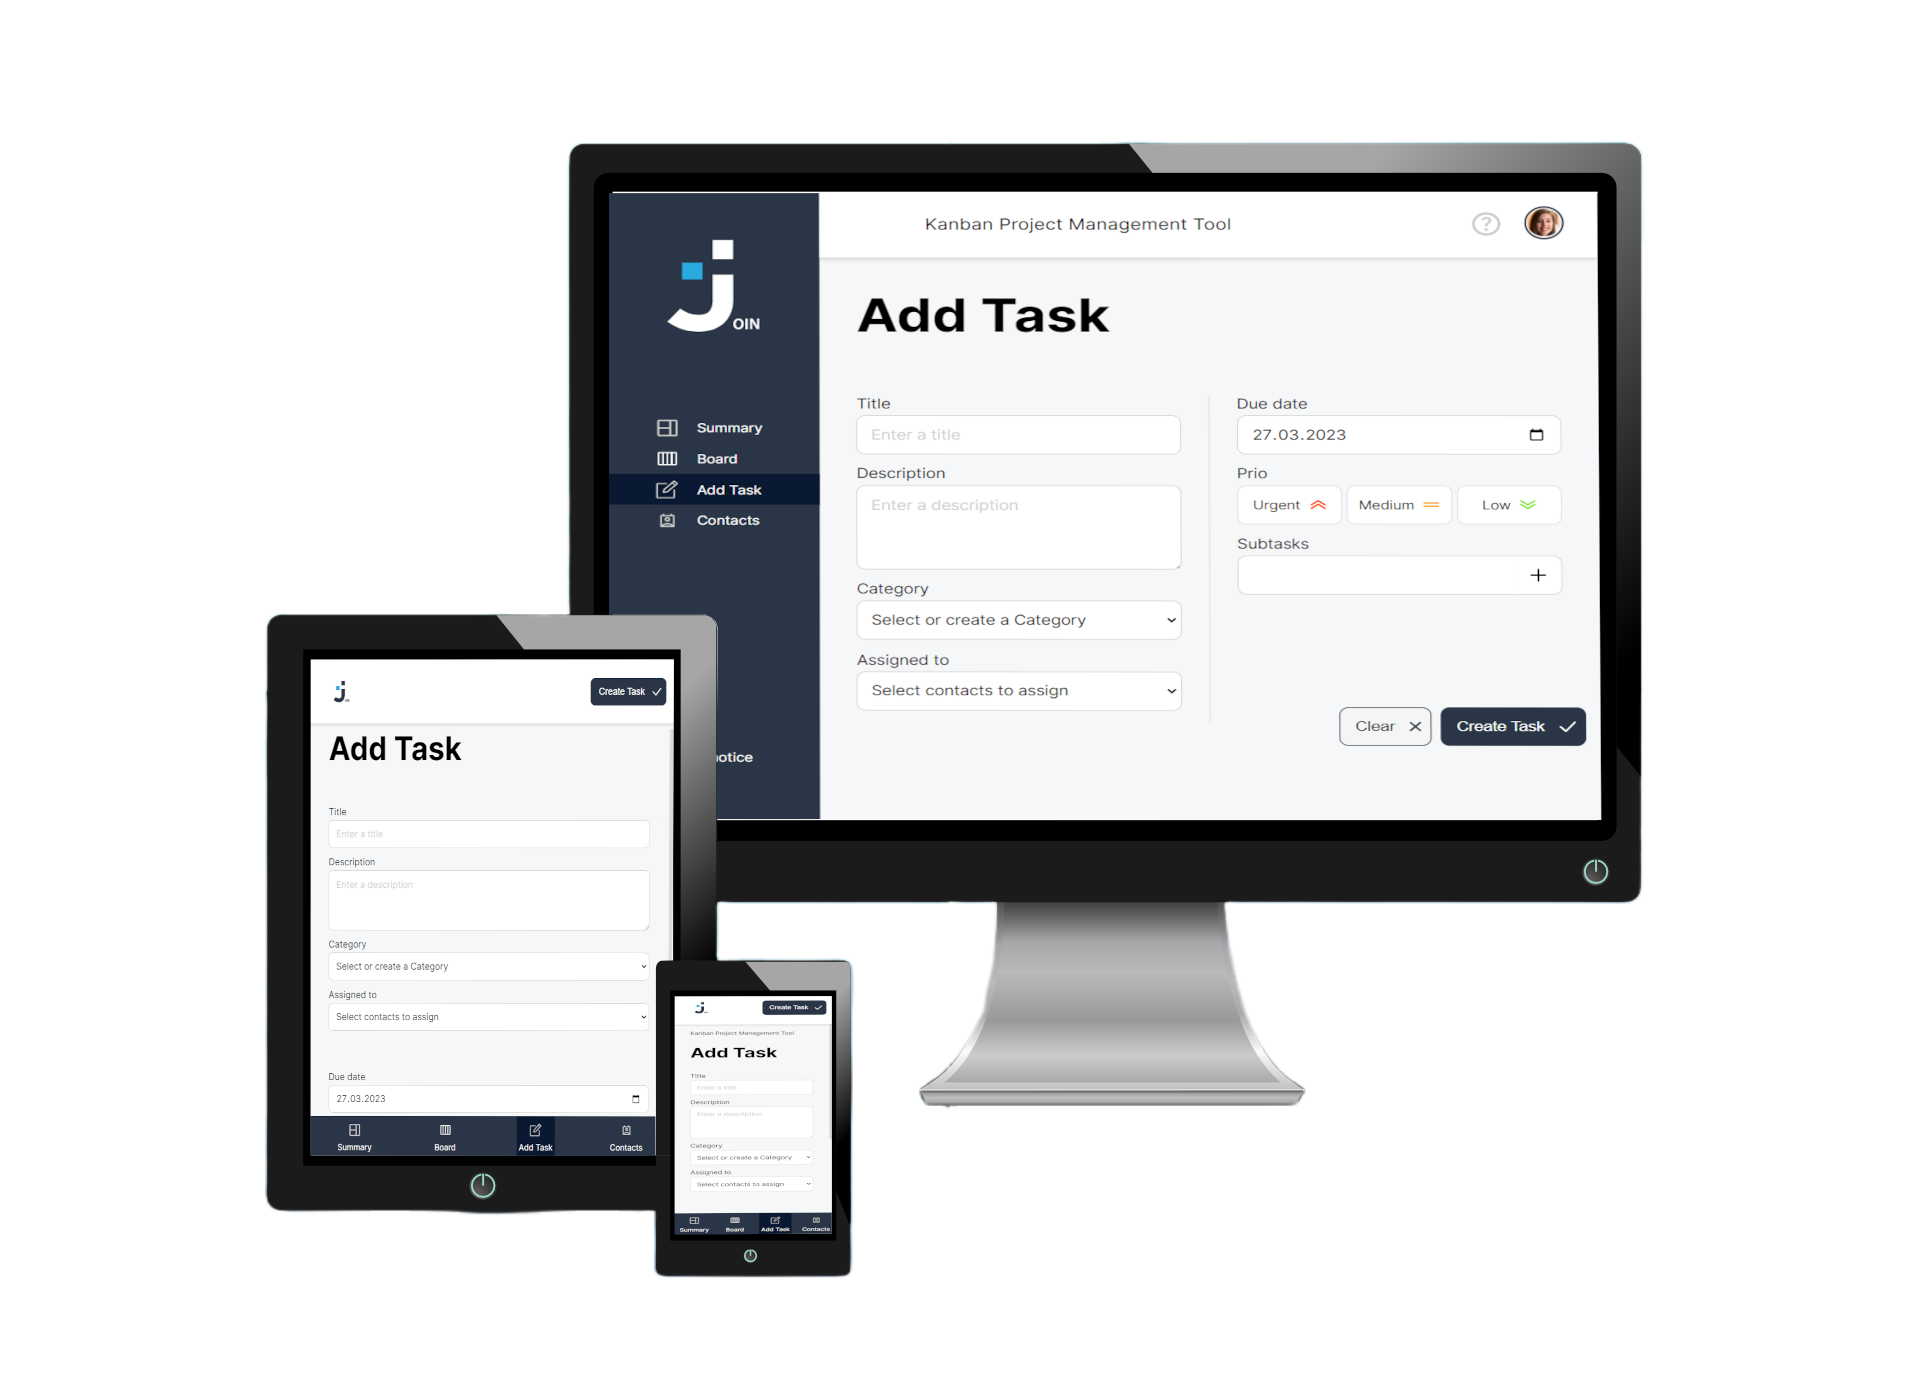 Kanban Project Management Tool
?
JOIN
Add Task
Summary
Board
Add Task
Contacts
notice
Title
Enter a title
Description
Enter a description
Category
Select or create a Category
Assigned to
Select contacts to assign
Due date
27.03.2023
Prio
Urgent
Medium
Low
Subtasks
Clear
Create Task
J
Create Task
Add Task
Title
Enter a title
Description
Enter a description
Category
Select or create a Category
Assigned to
Select contacts to assign
Due date
27.03.2023
Summary
Board
Add Task
Contacts
J
Create Task
Kanban Project Management Tool
Add Task
Title
Enter a title
Description
Enter a description
Category
Select or create a Category
Assigned to
Select contacts to assign
Summary
Board
Add Task
Contacts